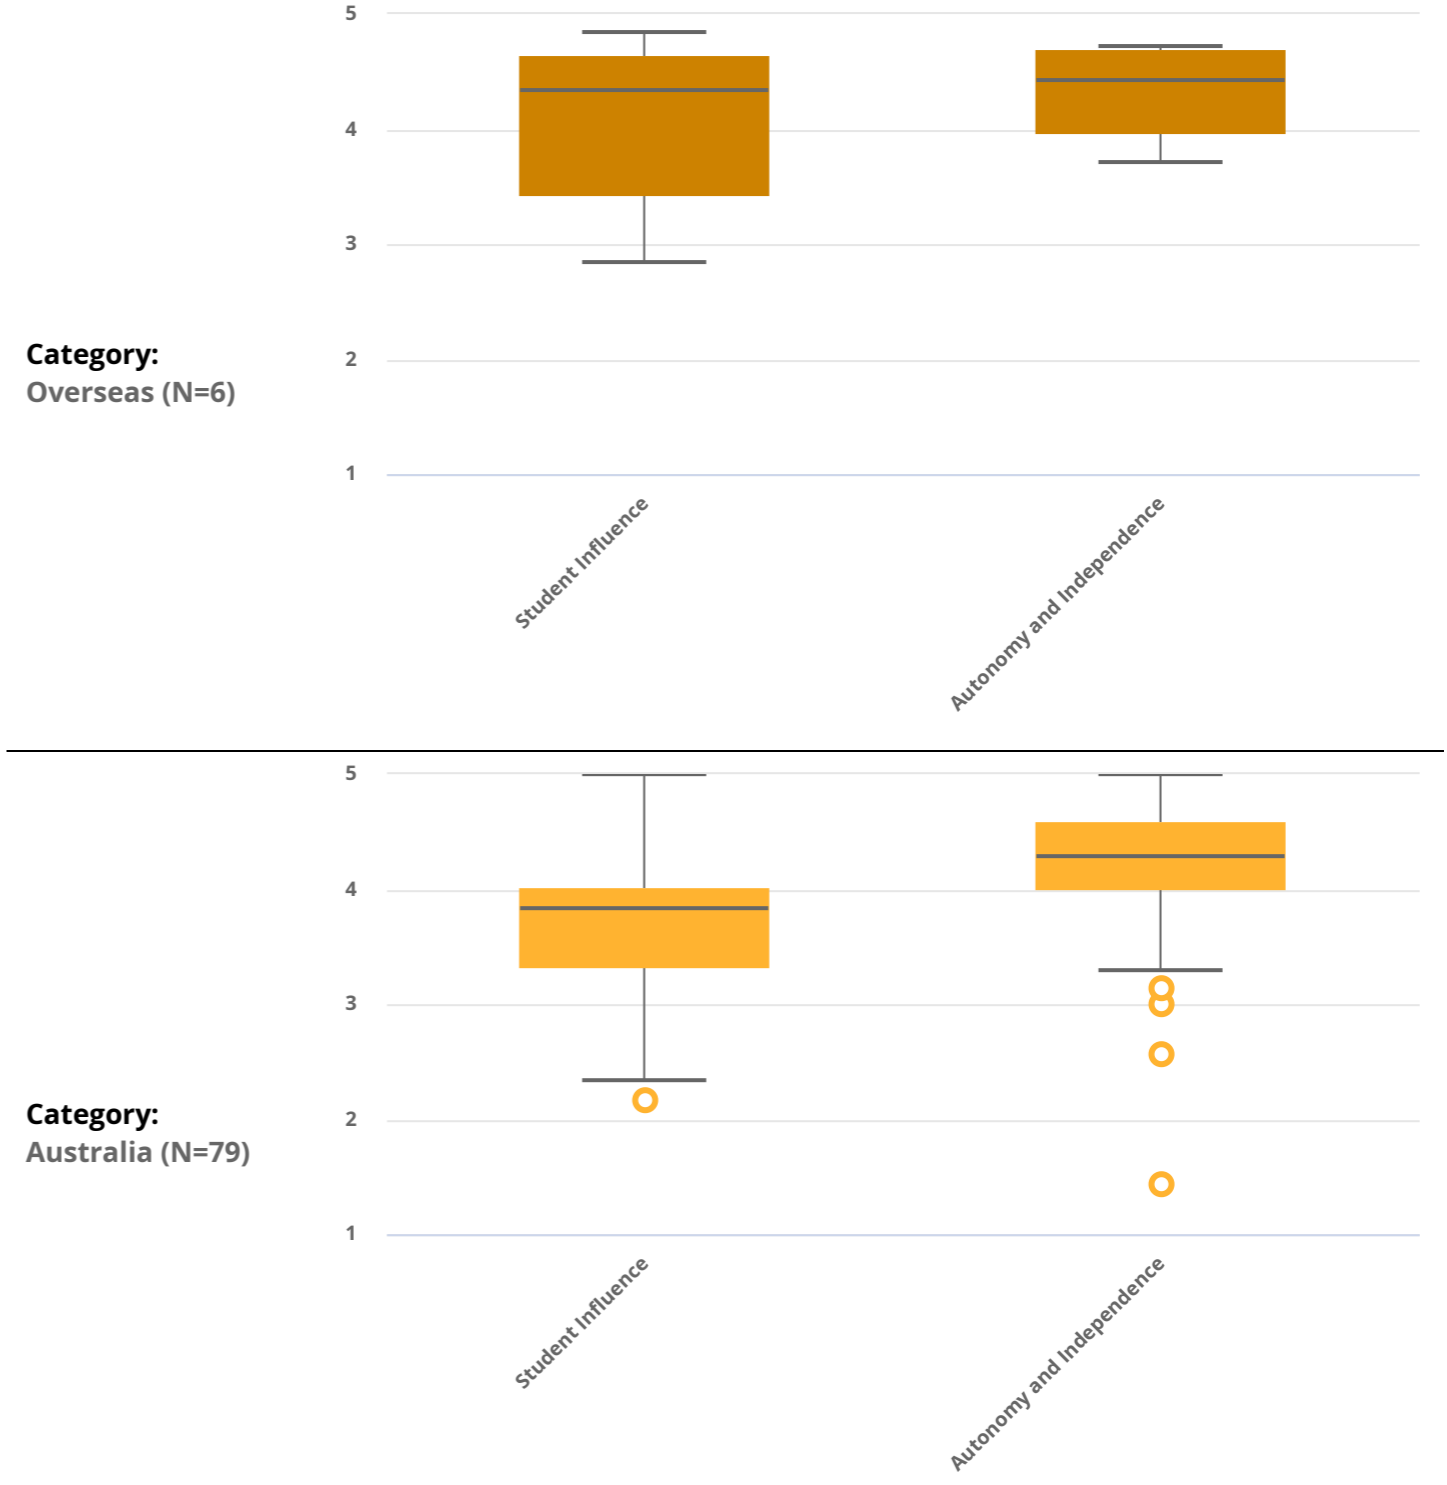 5
4
3
2
1
Category:
Overseas (N=6)
Student Influence
Autonomy and Independence
5
4
3
2
1
Category:
Australia (N=79)
Student Influence
Autonomy and Independence